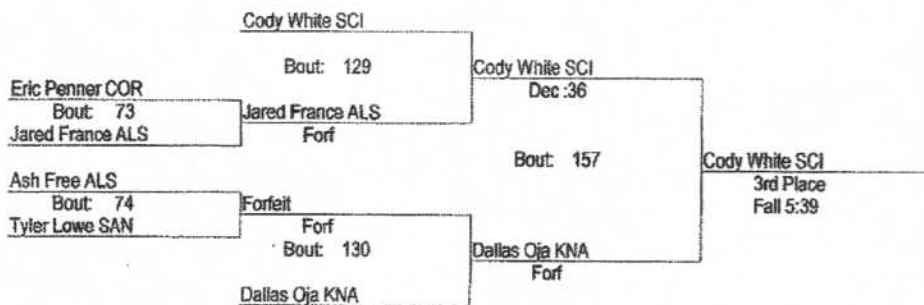 Cody White SCI
Bout: 129
Cody White SCI
Dec :36
Eric Penner COR
Bout: 73
Jared France ALS
Jared France ALS
Forf
Bout: 157
Cody White SCI
3rd Place
Fall 5:39
Ash Free ALS
Bout: 74
Tyler Lowe SAN
Forfeit
Forf
Bout: 130
Dallas Oja KNA
Forf
Dallas Oja KNA